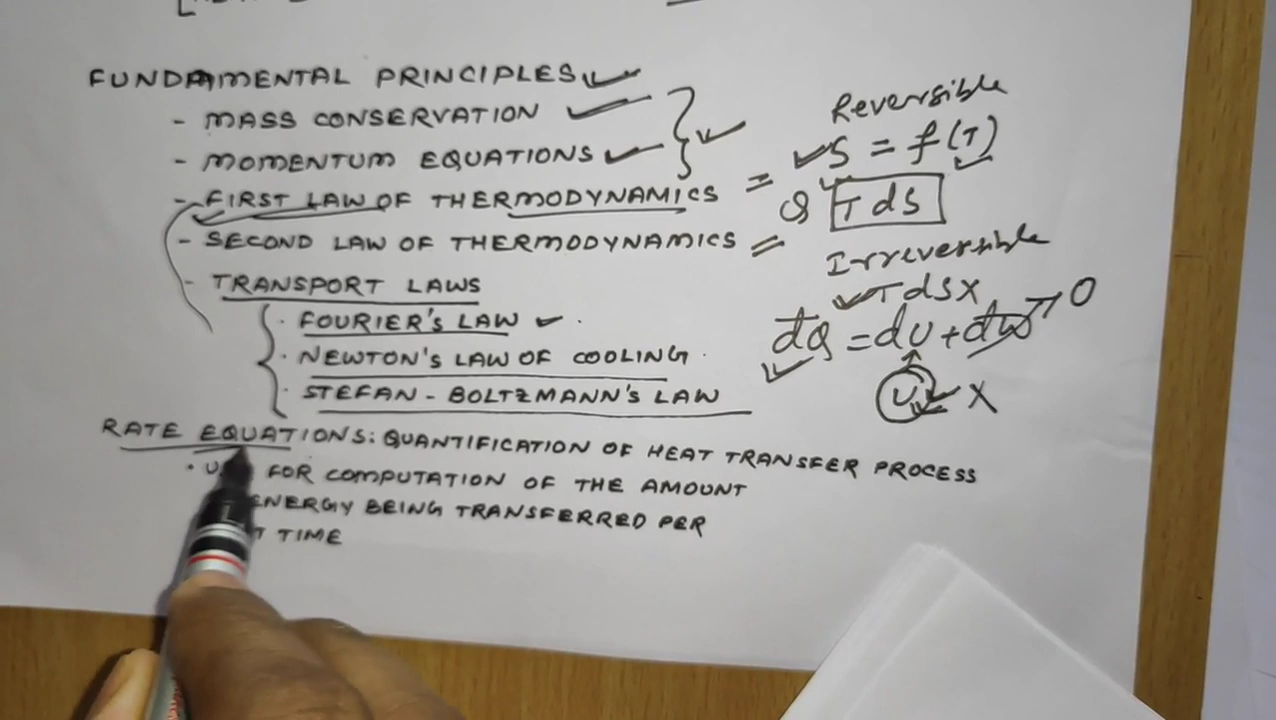 FUNDAMENTAL PRINCIPLES
- MASS CONSERVATION
- MOMENTUM EQUATIONS
- FIRST LAW OF THERMODYNAMICS =
- SECOND LAW OF THERMODYNAMICS =
- TRANSPORT LAWS
· FOURIER'S LAW
· NEWTON'S LAW OF COOLING
· STEFAN - BOLTZMANN'S LAW
RATE EQUATIONS: QUANTIFICATION OF HEAT TRANSFER PROCESS
FOR COMPUTATION OF THE AMOUNT
ENERGY BEING TRANSFERRED PER
TIME
Reversible
S = f(T)
TdS
Irreversible
TdS X
dQ = dU + dW 0
U X